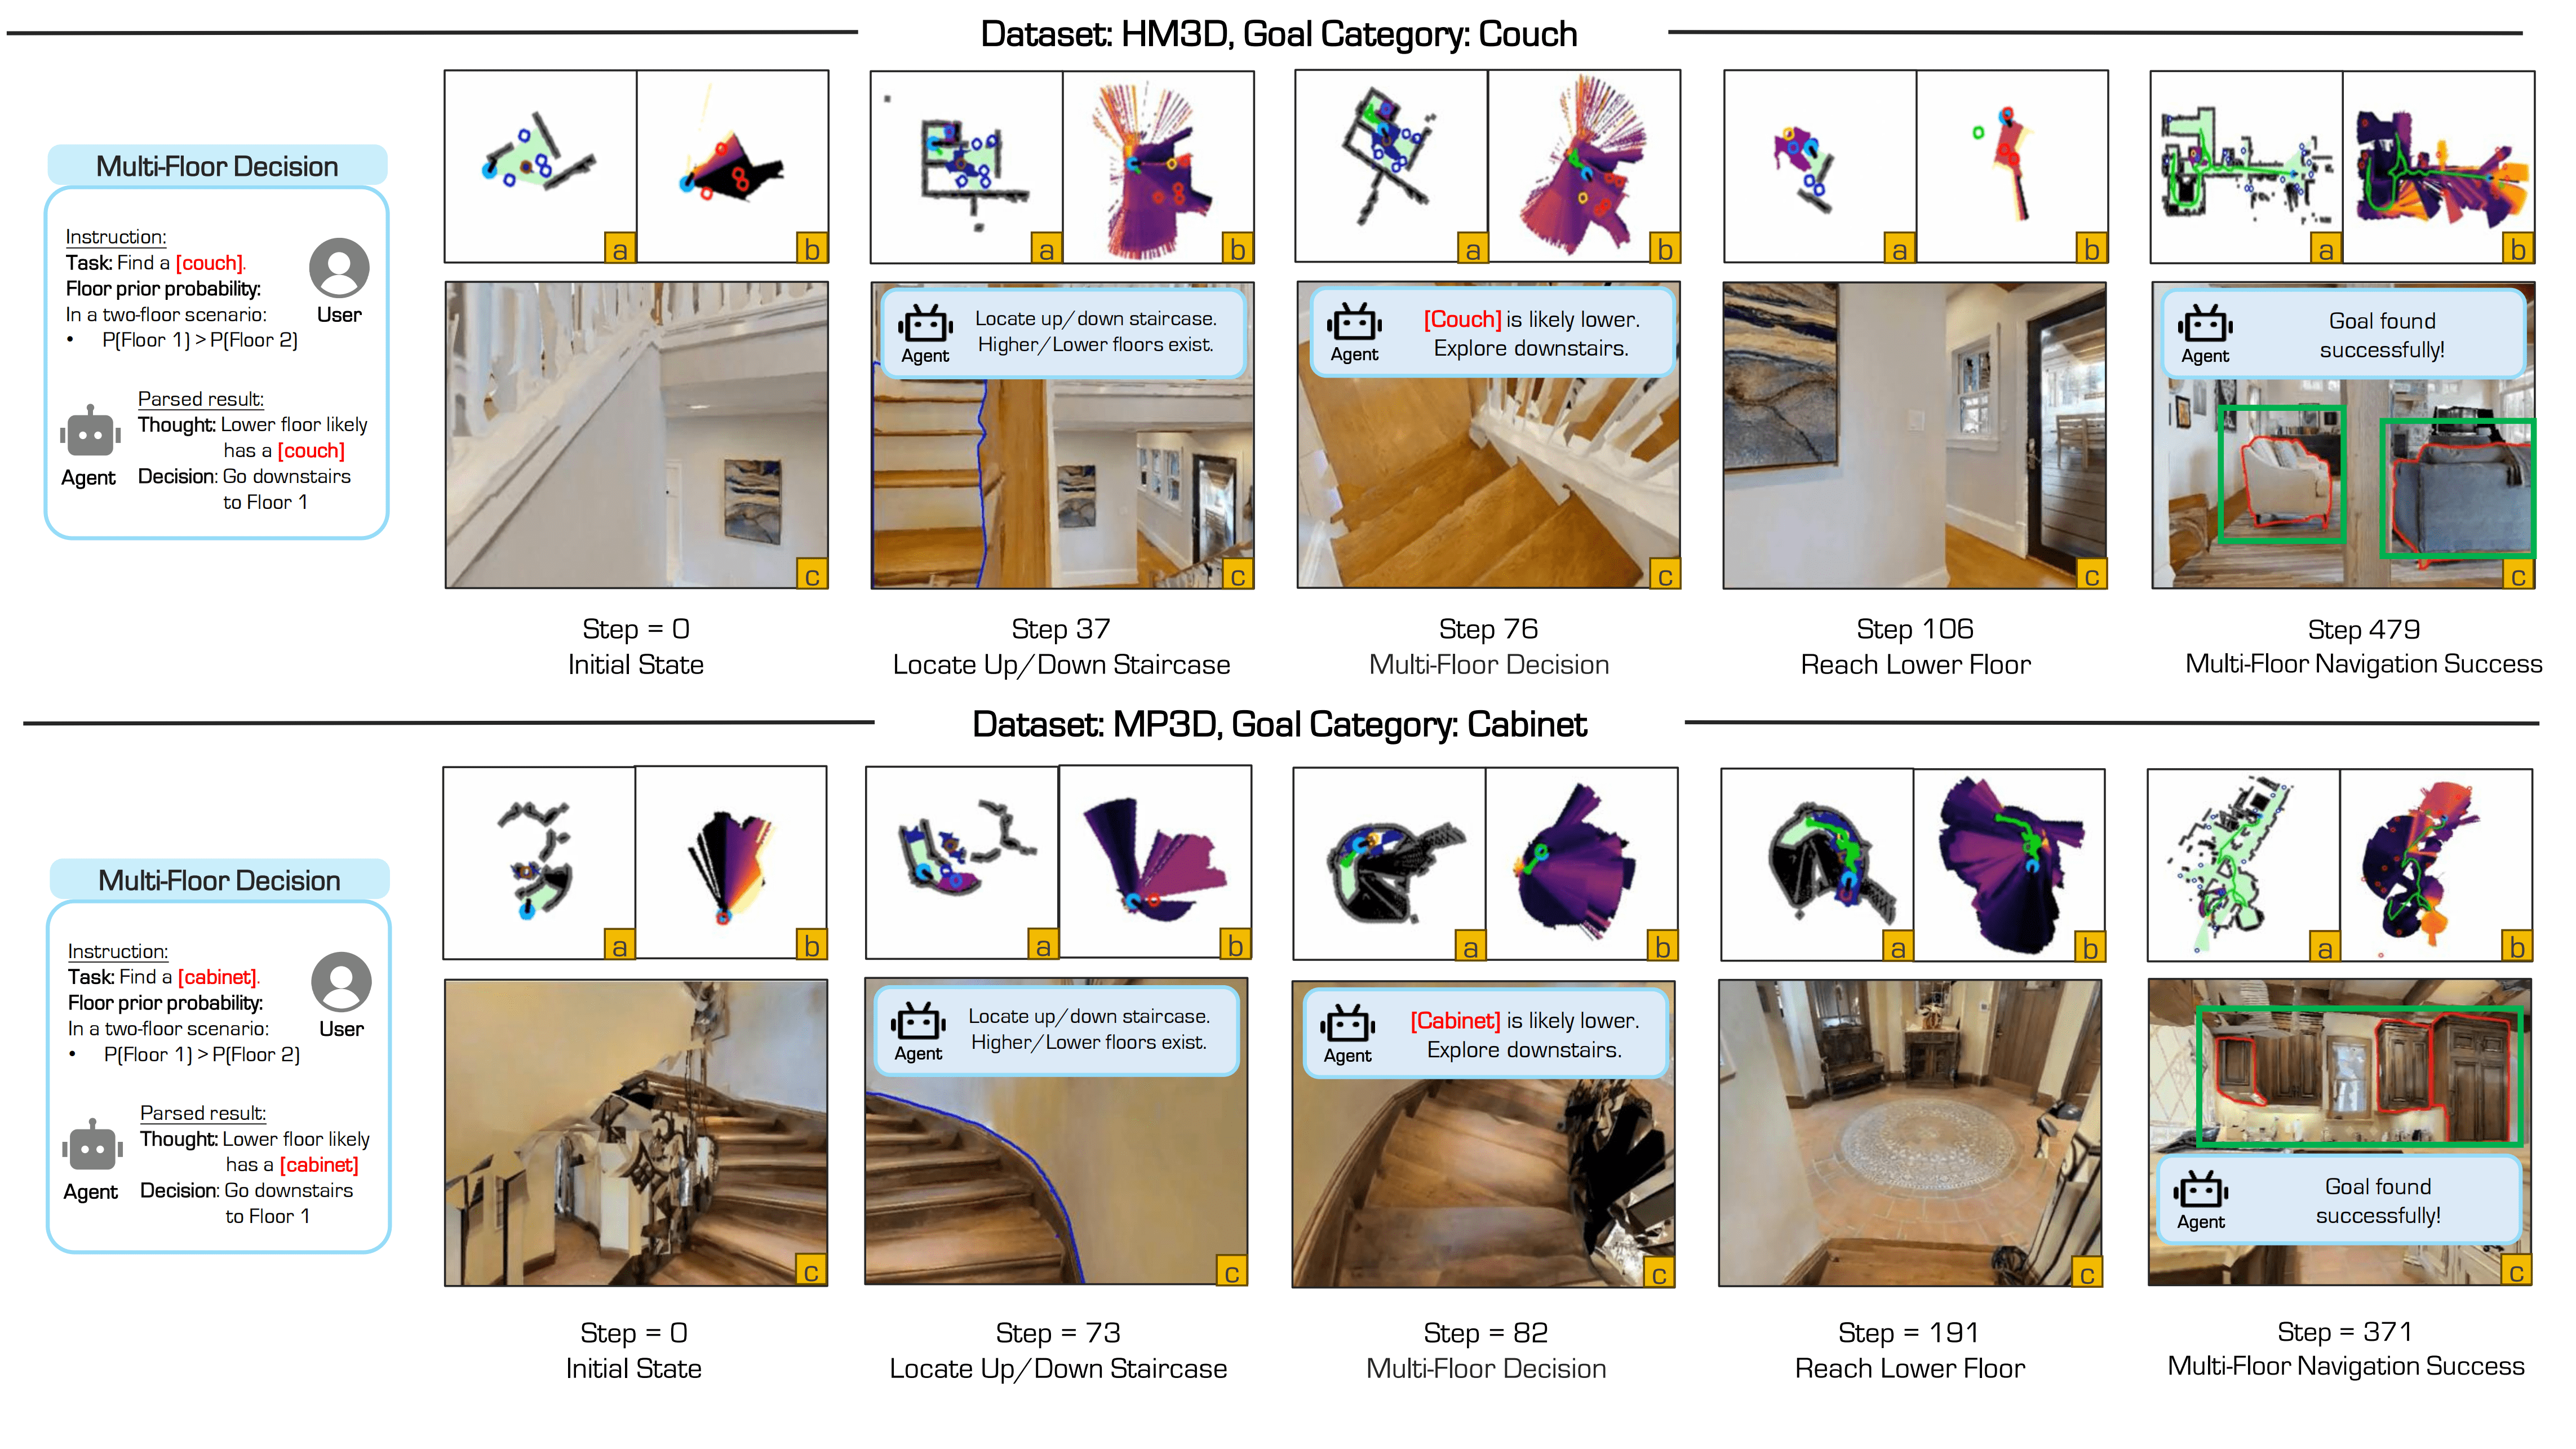 Dataset: HM3D, Goal Category: Couch
Multi-Floor Decision
Instruction:
Task: Find a [couch].
Floor prior probability:
In a two-floor scenario:
• P(Floor 1) > P(Floor 2)
User
Parsed result:
Thought: Lower floor likely
has a [couch]
Decision: Go downstairs
to Floor 1
Agent
a
b
c
Step = 0
Initial State
a
b
Agent
Locate up/down staircase.
Higher/Lower floors exist.
c
Step 37
Locate Up/Down Staircase
a
b
Agent
[Couch] is likely lower.
Explore downstairs.
c
Step 76
Multi-Floor Decision
a
b
c
Step 106
Reach Lower Floor
a
b
Agent
Goal found
successfully!
c
Step 479
Multi-Floor Navigation Success
Dataset: MP3D, Goal Category: Cabinet
Multi-Floor Decision
Instruction:
Task: Find a [cabinet].
Floor prior probability:
In a two-floor scenario:
• P(Floor 1) > P(Floor 2)
User
Parsed result:
Thought: Lower floor likely
has a [cabinet]
Decision: Go downstairs
to Floor 1
Agent
a
b
c
Step = 0
Initial State
a
b
Agent
Locate up/down staircase.
Higher/Lower floors exist.
c
Step = 73
Locate Up/Down Staircase
a
b
Agent
[Cabinet] is likely lower.
Explore downstairs.
c
Step = 82
Multi-Floor Decision
a
b
c
Step = 191
Reach Lower Floor
a
b
Agent
Goal found
successfully!
c
Step = 371
Multi-Floor Navigation Success